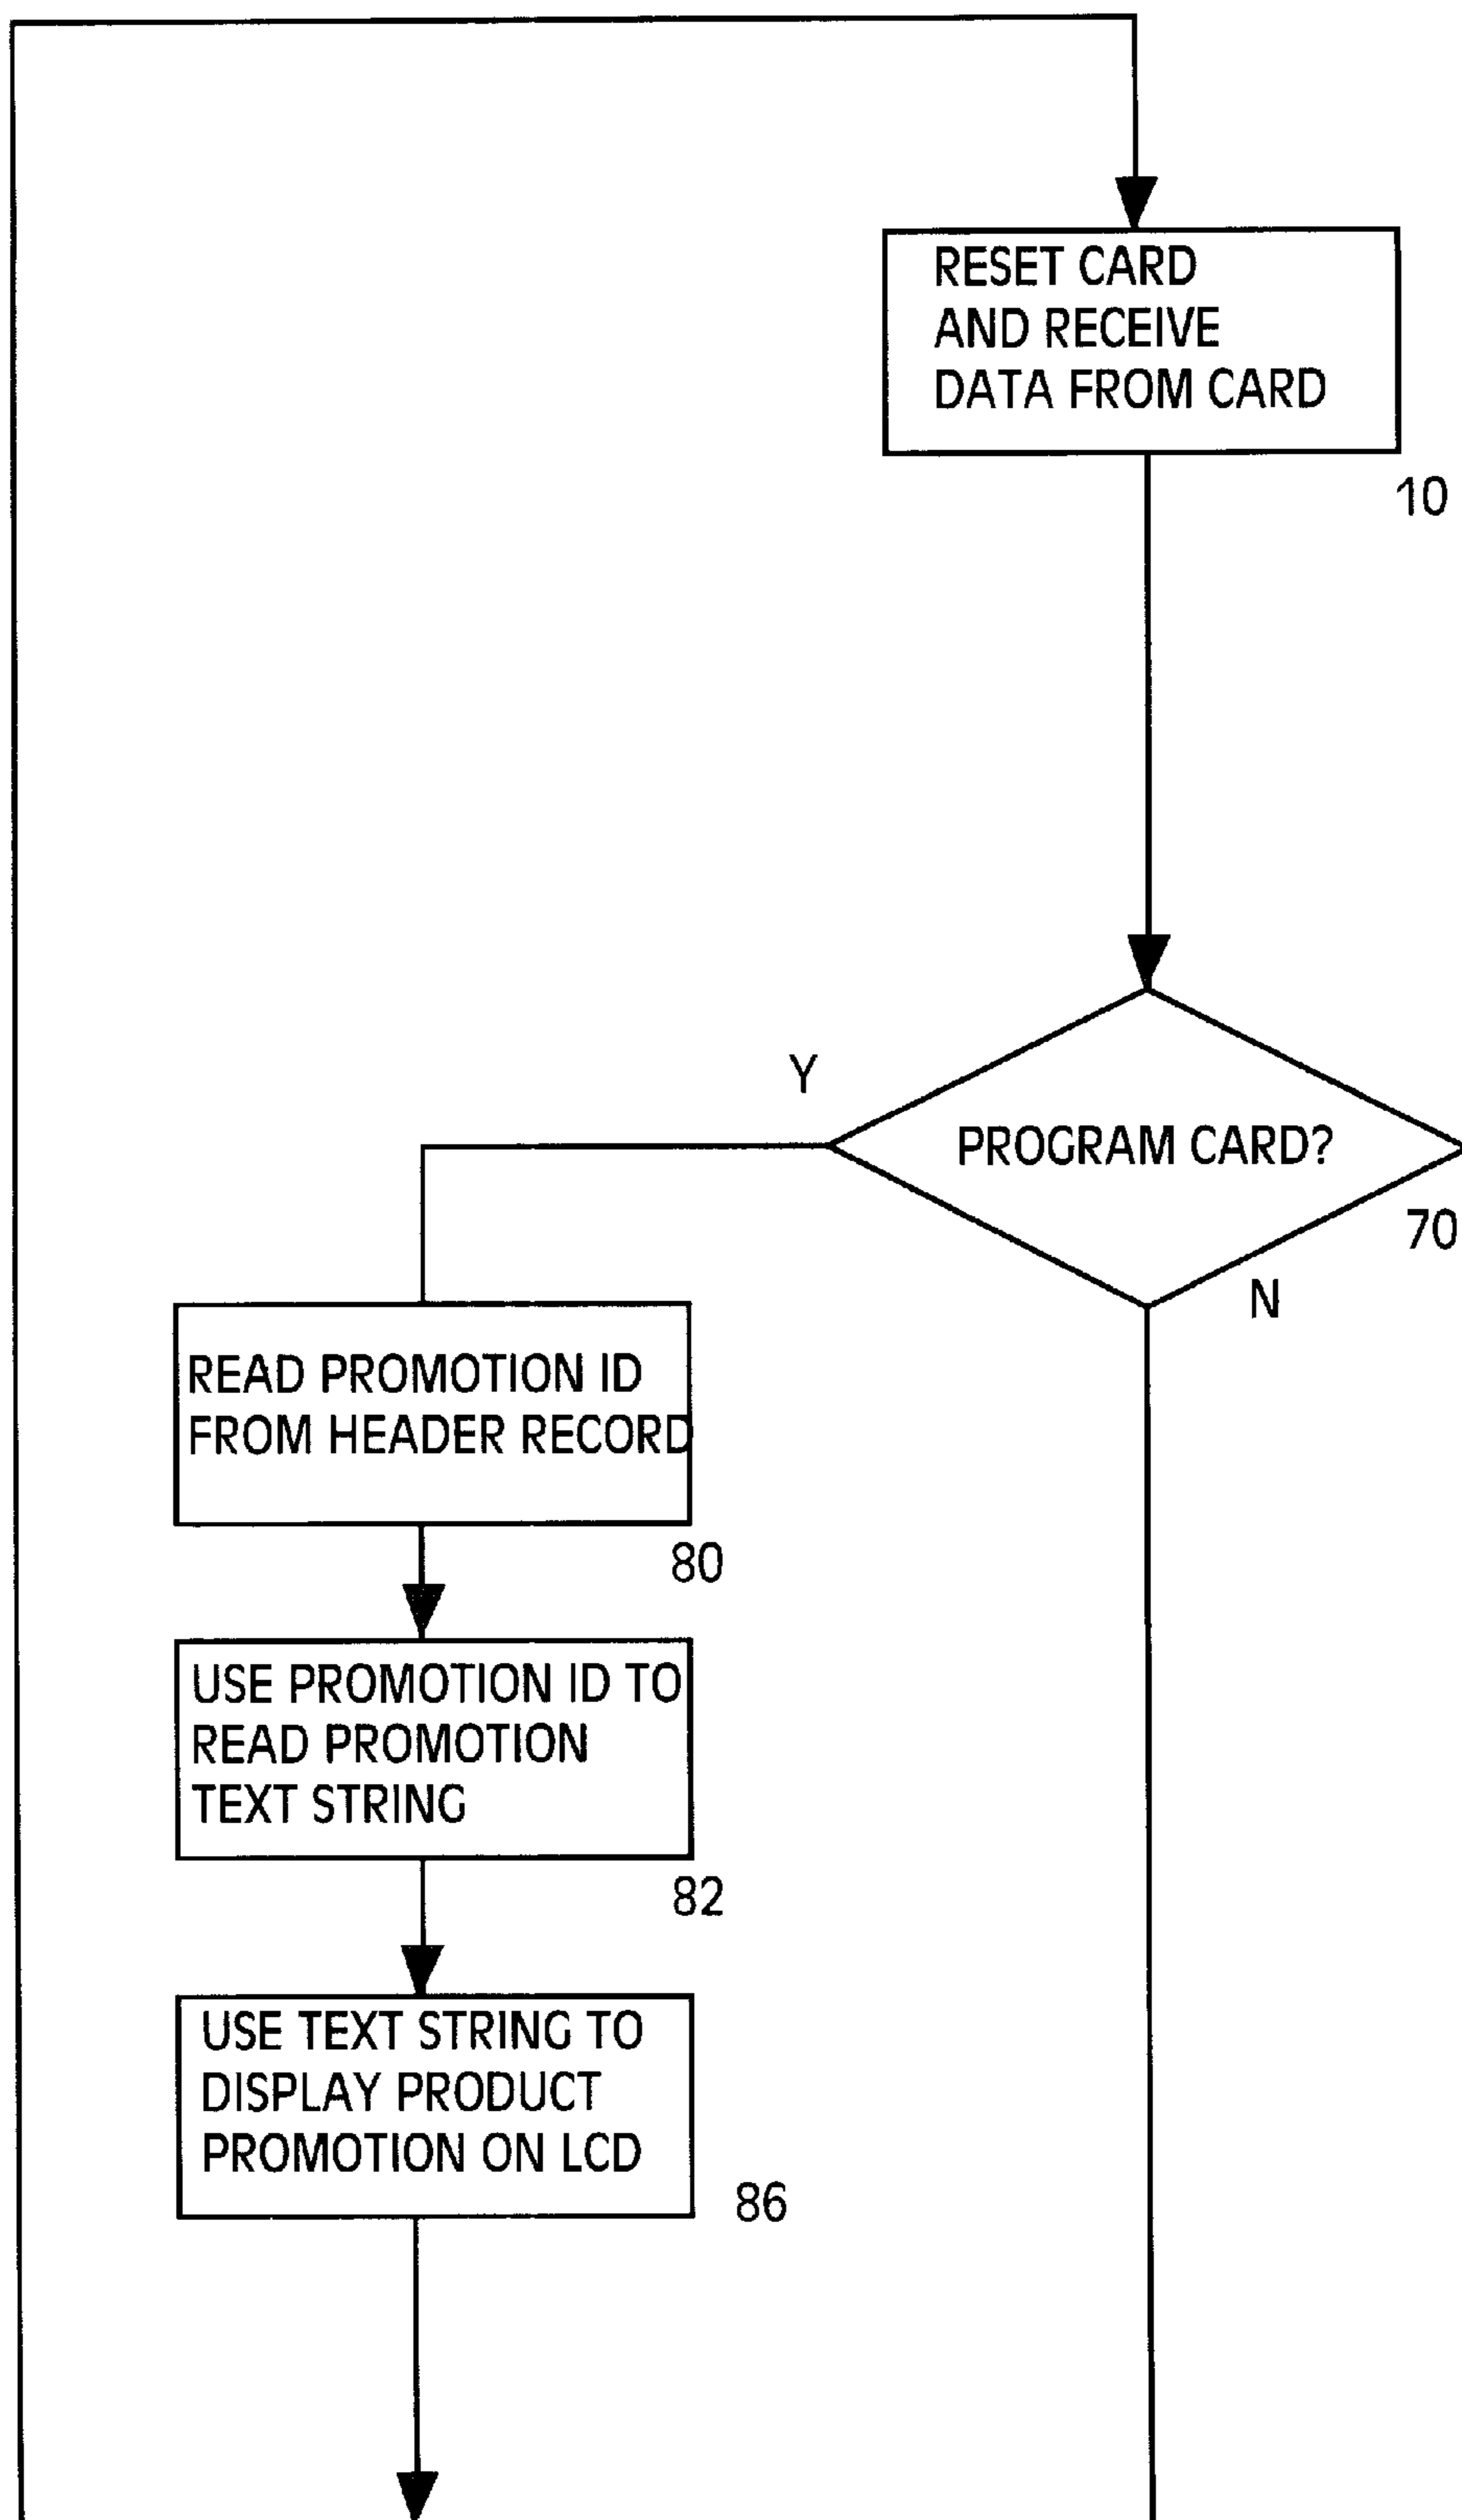 RESET CARD
AND RECEIVE
DATA FROM CARD
10
Y
PROGRAM CARD?
70
N
READ PROMOTION ID
FROM HEADER RECORD
80
USE PROMOTION ID TO
READ PROMOTION
TEXT STRING
82
USE TEXT STRING TO
DISPLAY PRODUCT
PROMOTION ON LCD
86